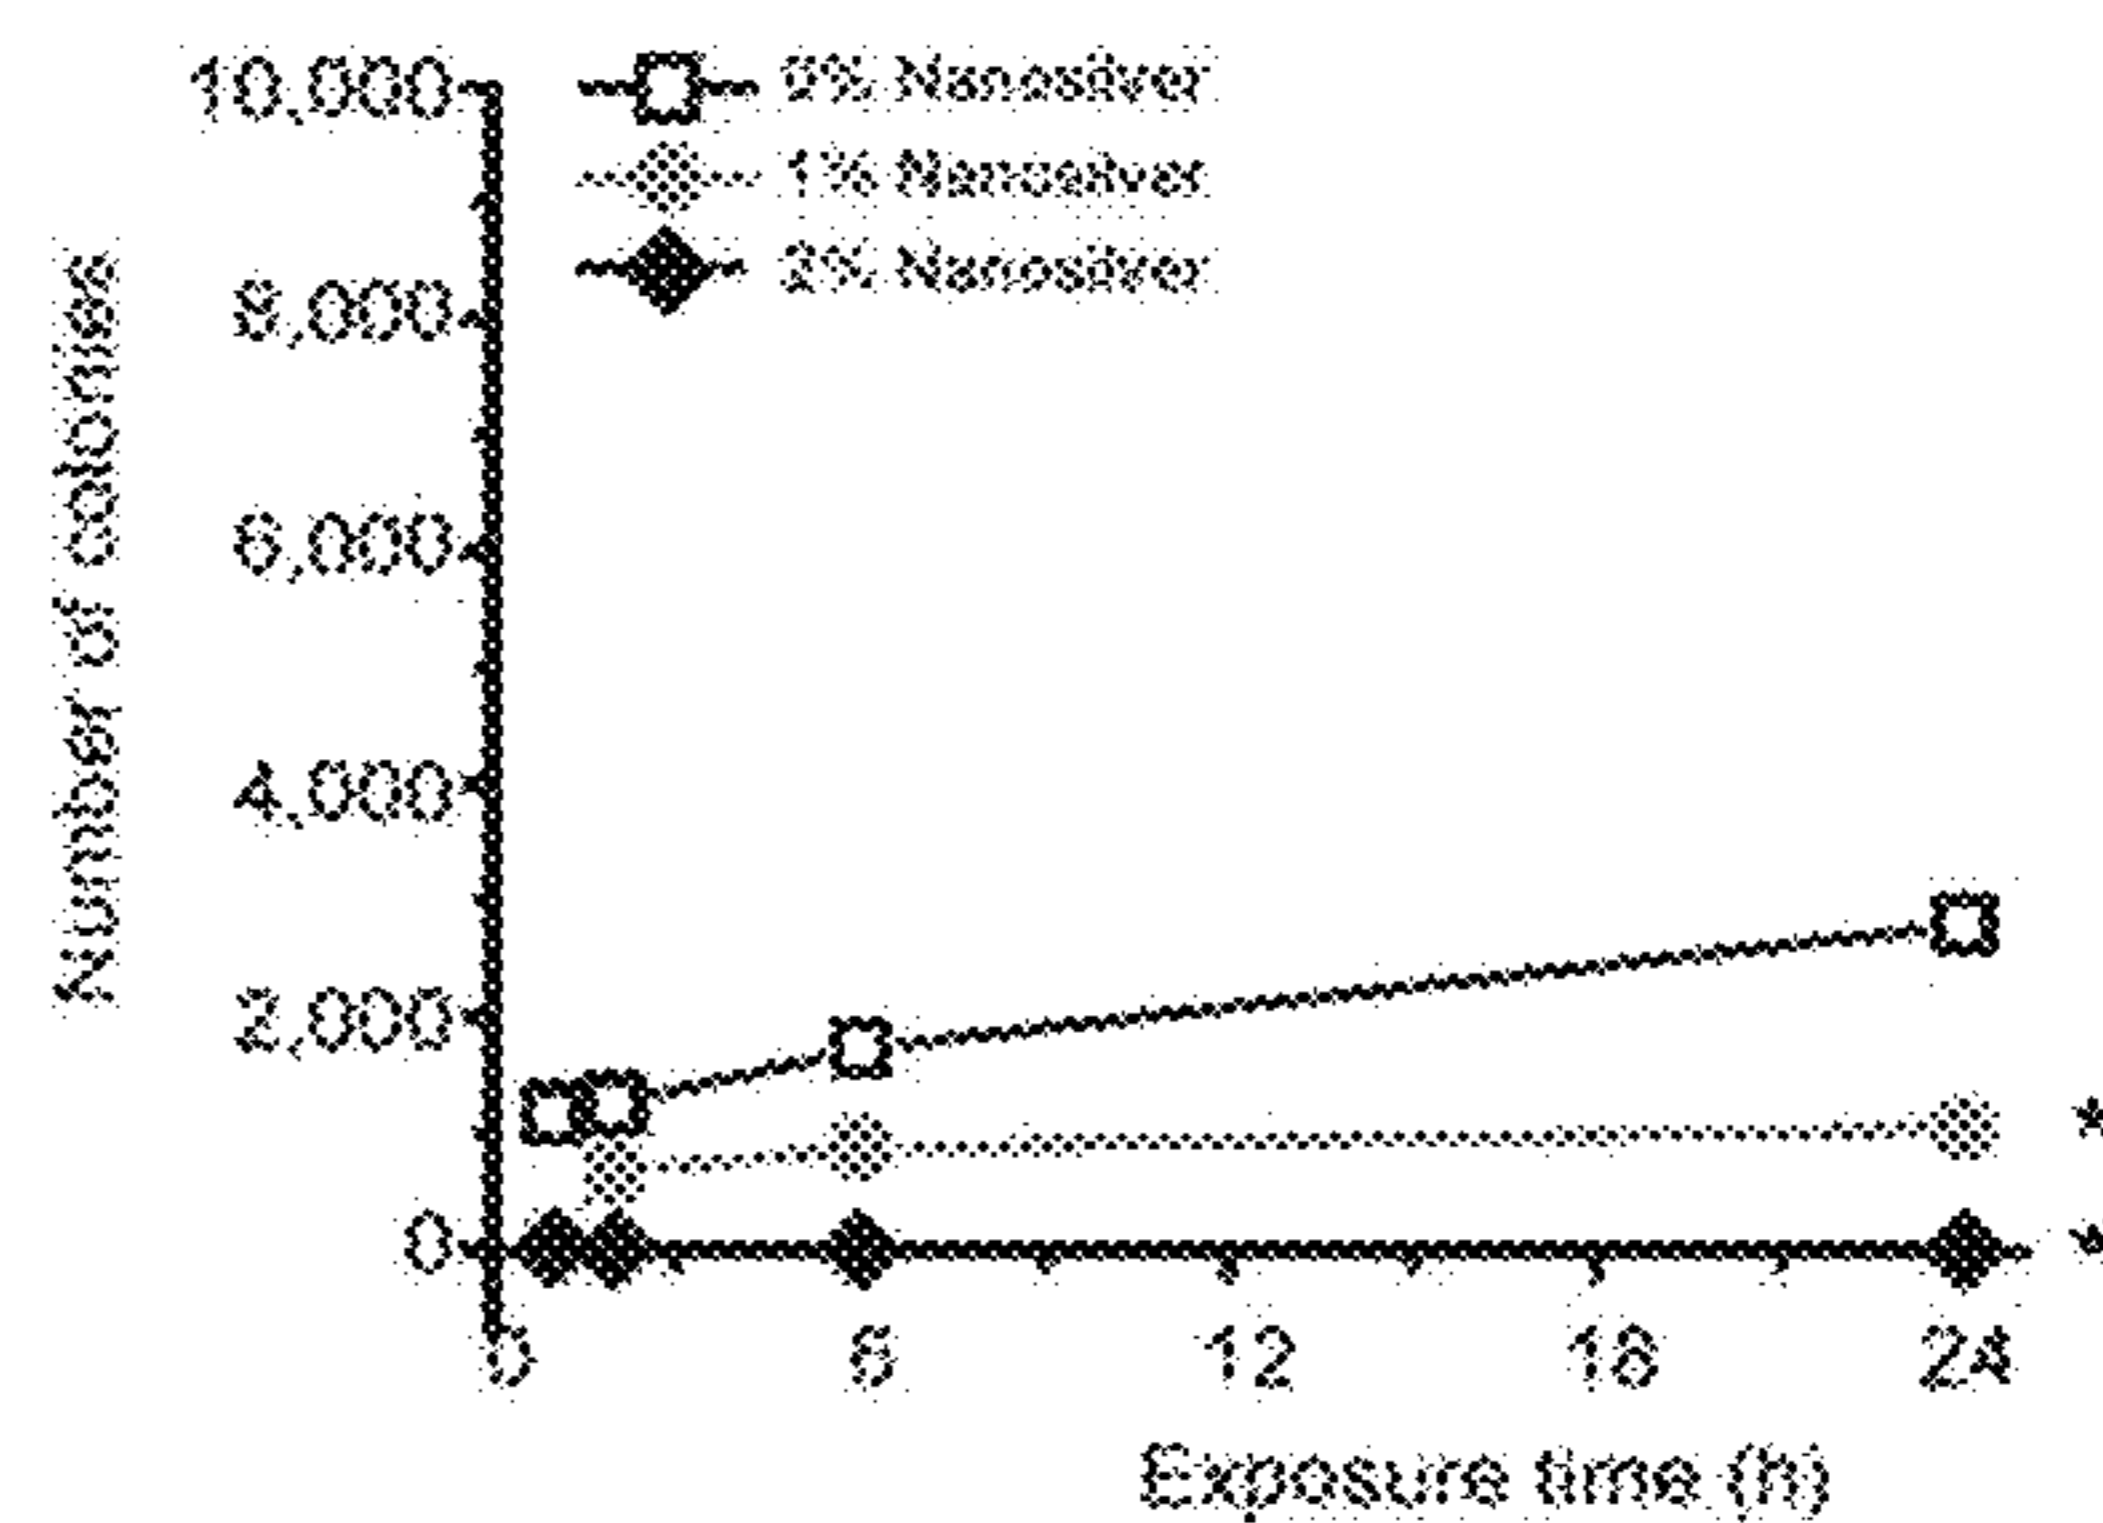 10,000
0% Nanosilver
1% Nanosilver
2% Nanosilver
8,000
6,000
4,000
2,000
0
Number of colonies
*
*
0 6 12 18 24
Exposure time (h)